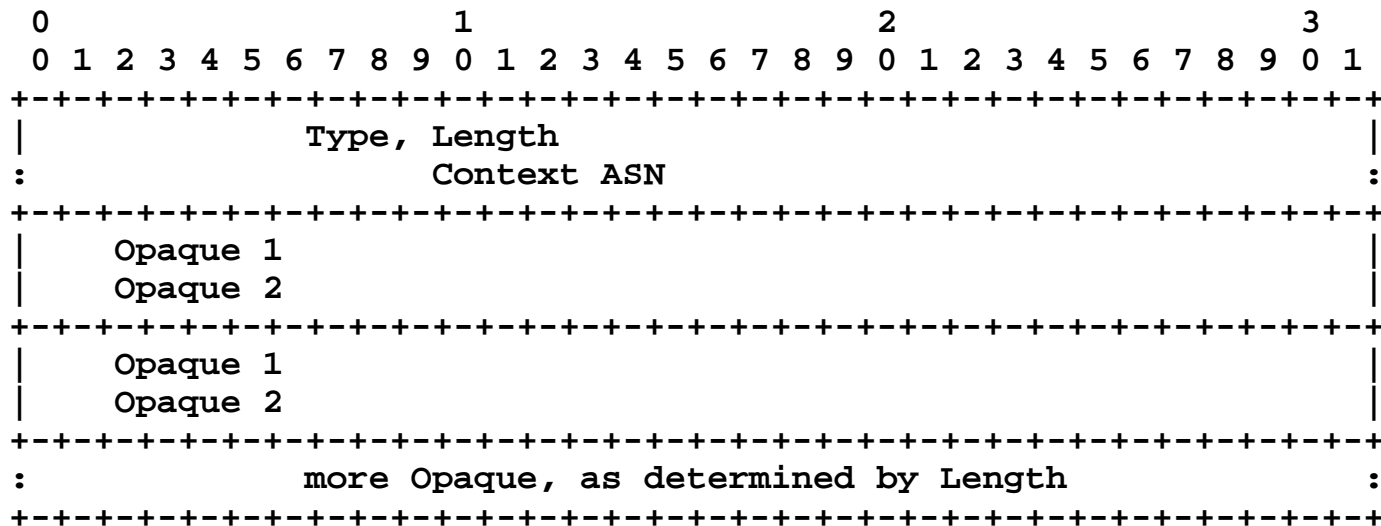 0                   1                   2                   3
 0 1 2 3 4 5 6 7 8 9 0 1 2 3 4 5 6 7 8 9 0 1 2 3 4 5 6 7 8 9 0 1
+-+-+-+-+-+-+-+-+-+-+-+-+-+-+-+-+-+-+-+-+-+-+-+-+-+-+-+-+-+-+-+-+
|             Type, Length                                      |
:                   Context ASN                                 :
+-+-+-+-+-+-+-+-+-+-+-+-+-+-+-+-+-+-+-+-+-+-+-+-+-+-+-+-+-+-+-+-+
|    Opaque 1                                                   |
|    Opaque 2                                                   |
+-+-+-+-+-+-+-+-+-+-+-+-+-+-+-+-+-+-+-+-+-+-+-+-+-+-+-+-+-+-+-+-+
|    Opaque 1                                                   |
|    Opaque 2                                                   |
+-+-+-+-+-+-+-+-+-+-+-+-+-+-+-+-+-+-+-+-+-+-+-+-+-+-+-+-+-+-+-+-+
:             more Opaque, as determined by Length              :
+-+-+-+-+-+-+-+-+-+-+-+-+-+-+-+-+-+-+-+-+-+-+-+-+-+-+-+-+-+-+-+-+